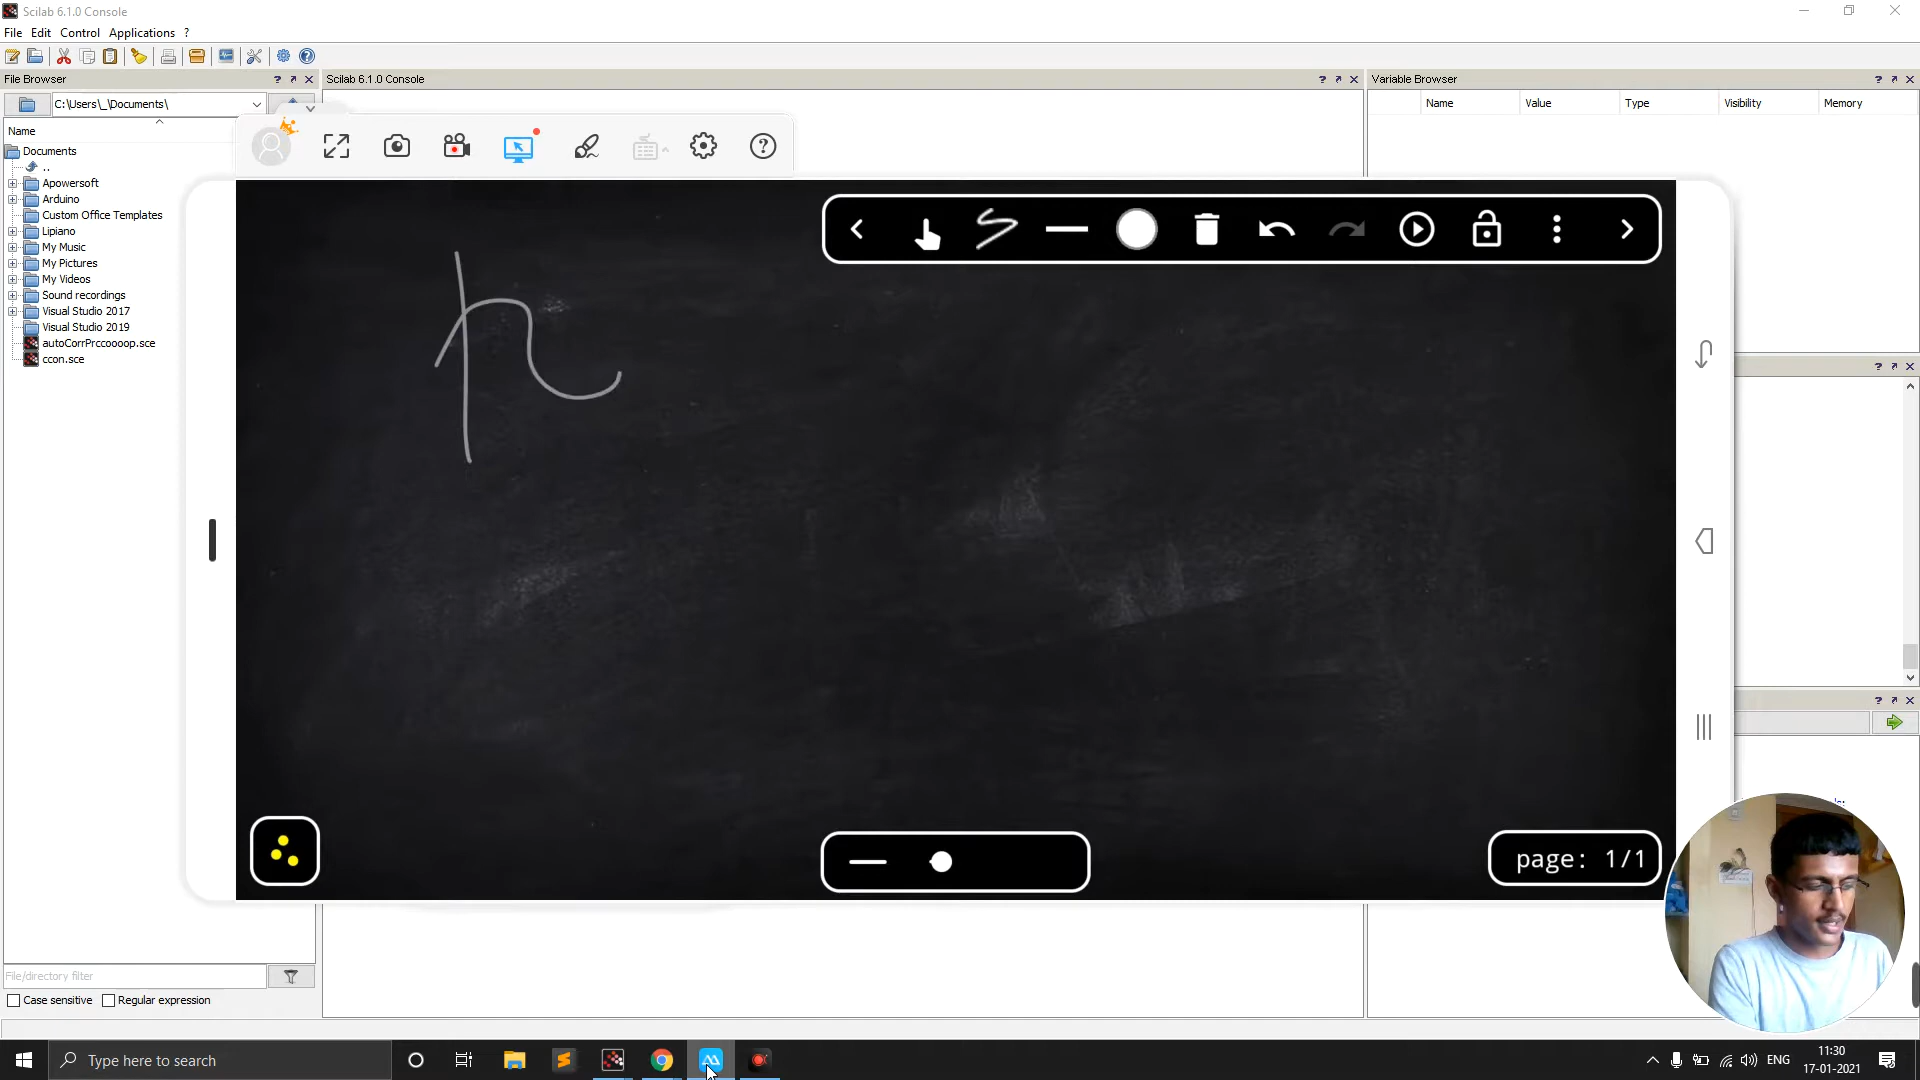 Scilab 6.1.0 Console
File Edit Control Applications ?
File Browser ? Scilab 6.1.0 Console ? Variable Browser ?
C:\Users\_\Documents\
Name Value Type Visibility Memory
Name
Documents
..
Apowersoft
Arduino
Custom Office Templates
Lipiano
My Music
My Pictures
My Videos
Sound recordings
Visual Studio 2017
Visual Studio 2019
autoCorrPrccoooop.sce
ccon.sce
page: 1/1
File/directory filter
Case sensitive Regular expression
Type here to search
ENG
11:30
17-01-2021